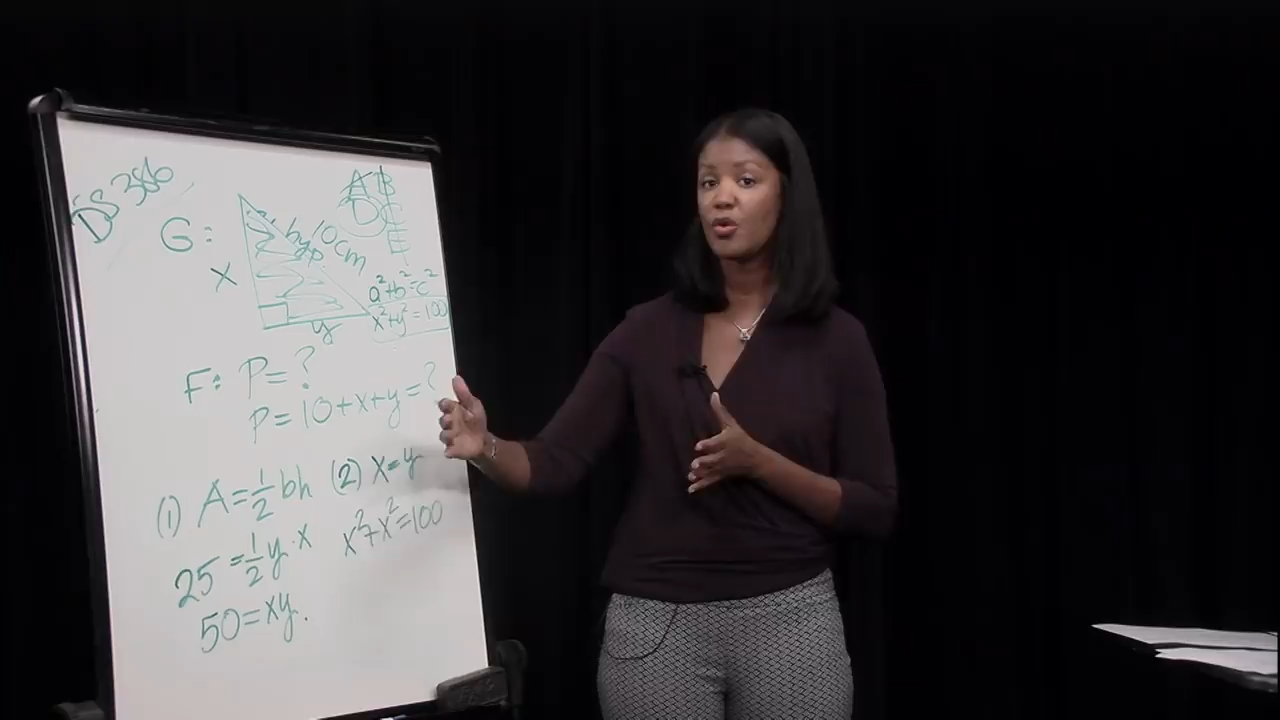 DS 386
G:
A B
D C
E
hyp 10cm
x
y
a²+b²=c²
x²+y²=100
F: P=?
P=10+x+y=?
(1) A=½bh
25=½y·x
50=xy.
(2) x=y
x²+x²=100